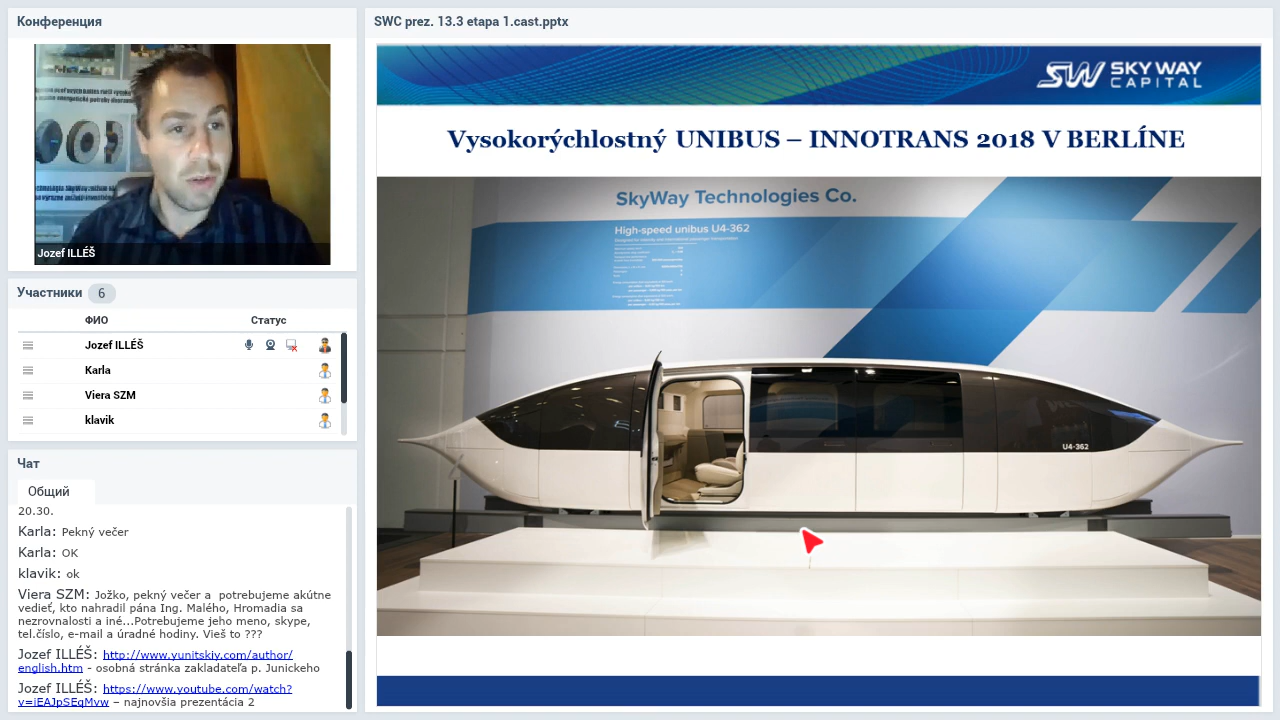 Конференция
Jozef ILLÉŠ
Участники 6
ФИО Статус
Jozef ILLÉŠ
Karla
Viera SZM
klavik
Чат
Общий
20.30.
Karla: Pekný večer
Karla: OK
klavik: ok
Viera SZM: Jožko, pekný večer a potrebujeme akútne
vedieť, kto nahradil pána Ing. Malého, Hromadia sa
nezrovnalosti a iné...Potrebujeme jeho meno, skype,
tel.číslo, e-mail a úradné hodiny. Vieš to ???
Jozef ILLÉŠ: http://www.yunitskiy.com/author/
english.htm - osobná stránka zakladateľa p. Junickeho
Jozef ILLÉŠ: https://www.youtube.com/watch?
v=iEAJpSEqMvw – najnovšia prezentácia 2
SWC prez. 13.3 etapa 1.cast.pptx
SW SKY WAY
CAPITAL
Vysokorýchlostný UNIBUS – INNOTRANS 2018 V BERLÍNE
SkyWay Technologies Co.
High-speed unibus U4-362
U4-362